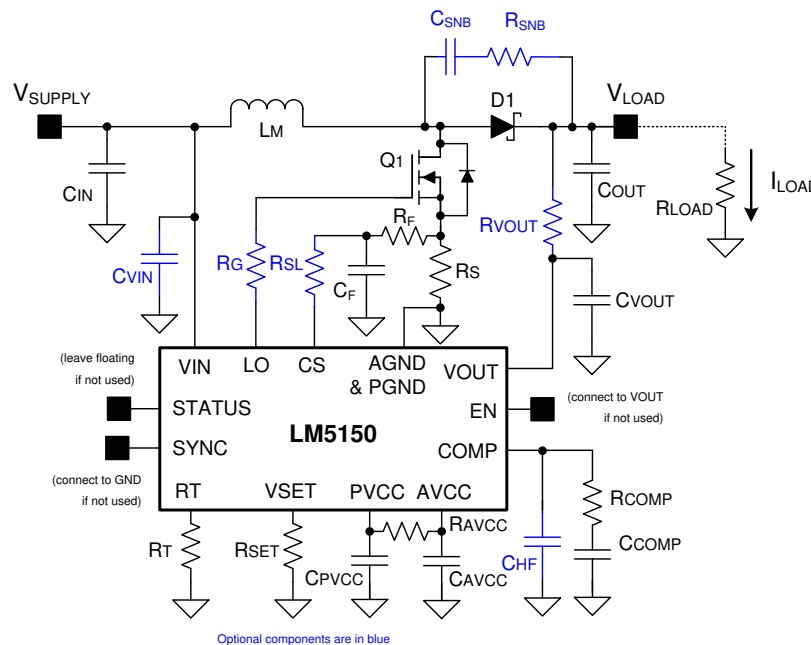 CSNB
RSNB
VSUPPLY
D1
VLOAD
LM
Q1
CIN
COUT
ILOAD
RLOAD
RVOUT
RF
RG
RSL
RS
CVIN
CF
CVOUT
VIN
LO
CS
AGND
& PGND
VOUT
(leave floating
if not used)
STATUS
EN
(connect to VOUT
if not used)
LM5150
SYNC
COMP
(connect to GND
if not used)
RT
VSET
PVCC
AVCC
RCOMP
RT
RSET
RAVCC
CPVCC
CAVCC
CHF
CCOMP
Optional components are in blue